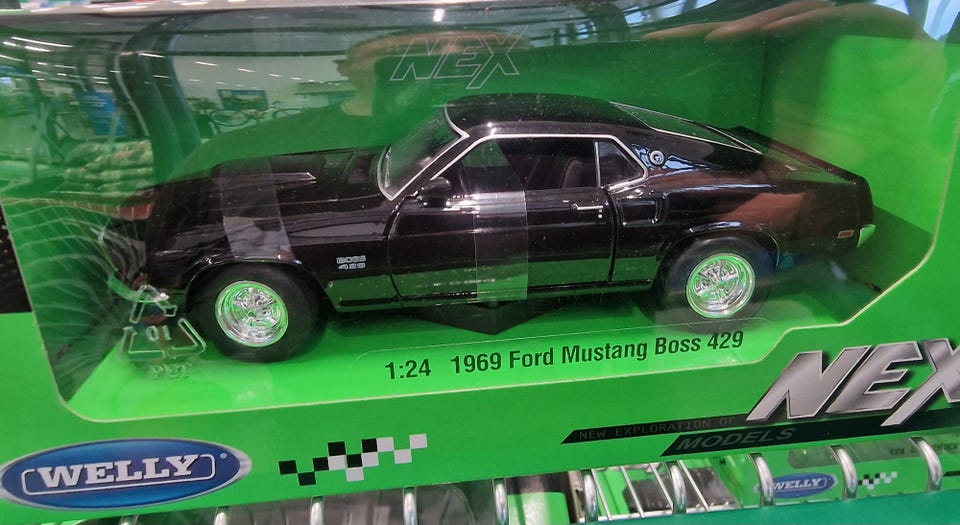 NEX
BOSS
429
1:24 1969 Ford Mustang Boss 429
NEX
NEW EXPLORATION OF
MODELS
WELLY
WELLY